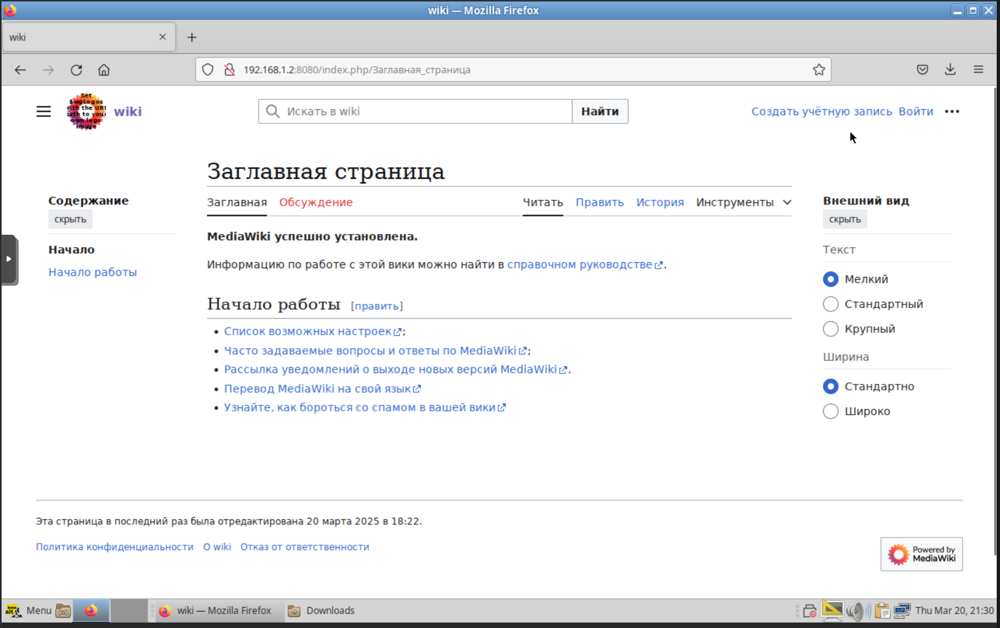 wiki — Mozilla Firefox
wiki
192.168.1.2:8080/index.php/Заглавная_страница
Set
$wgLogos
with the URL
path to your
own logo
image
wiki
Искать в wiki
Найти
Создать учётную запись Войти
Заглавная страница
Содержание
скрыть
Начало
Начало работы
Заглавная Обсуждение
Читать Править История Инструменты
MediaWiki успешно установлена.
Информацию по работе с этой вики можно найти в справочном руководстве.
Начало работы [править]
• Список возможных настроек;
• Часто задаваемые вопросы и ответы по MediaWiki;
• Рассылка уведомлений о выходе новых версий MediaWiki.
• Перевод MediaWiki на свой язык
• Узнайте, как бороться со спамом в вашей вики
Внешний вид
скрыть
Текст
Мелкий
Стандартный
Крупный
Ширина
Стандартно
Широко
Эта страница в последний раз была отредактирована 20 марта 2025 в 18:22.
Политика конфиденциальности О wiki Отказ от ответственности
Powered by
MediaWiki
Menu
wiki — Mozilla Firefox
Downloads
Thu Mar 20, 21:30